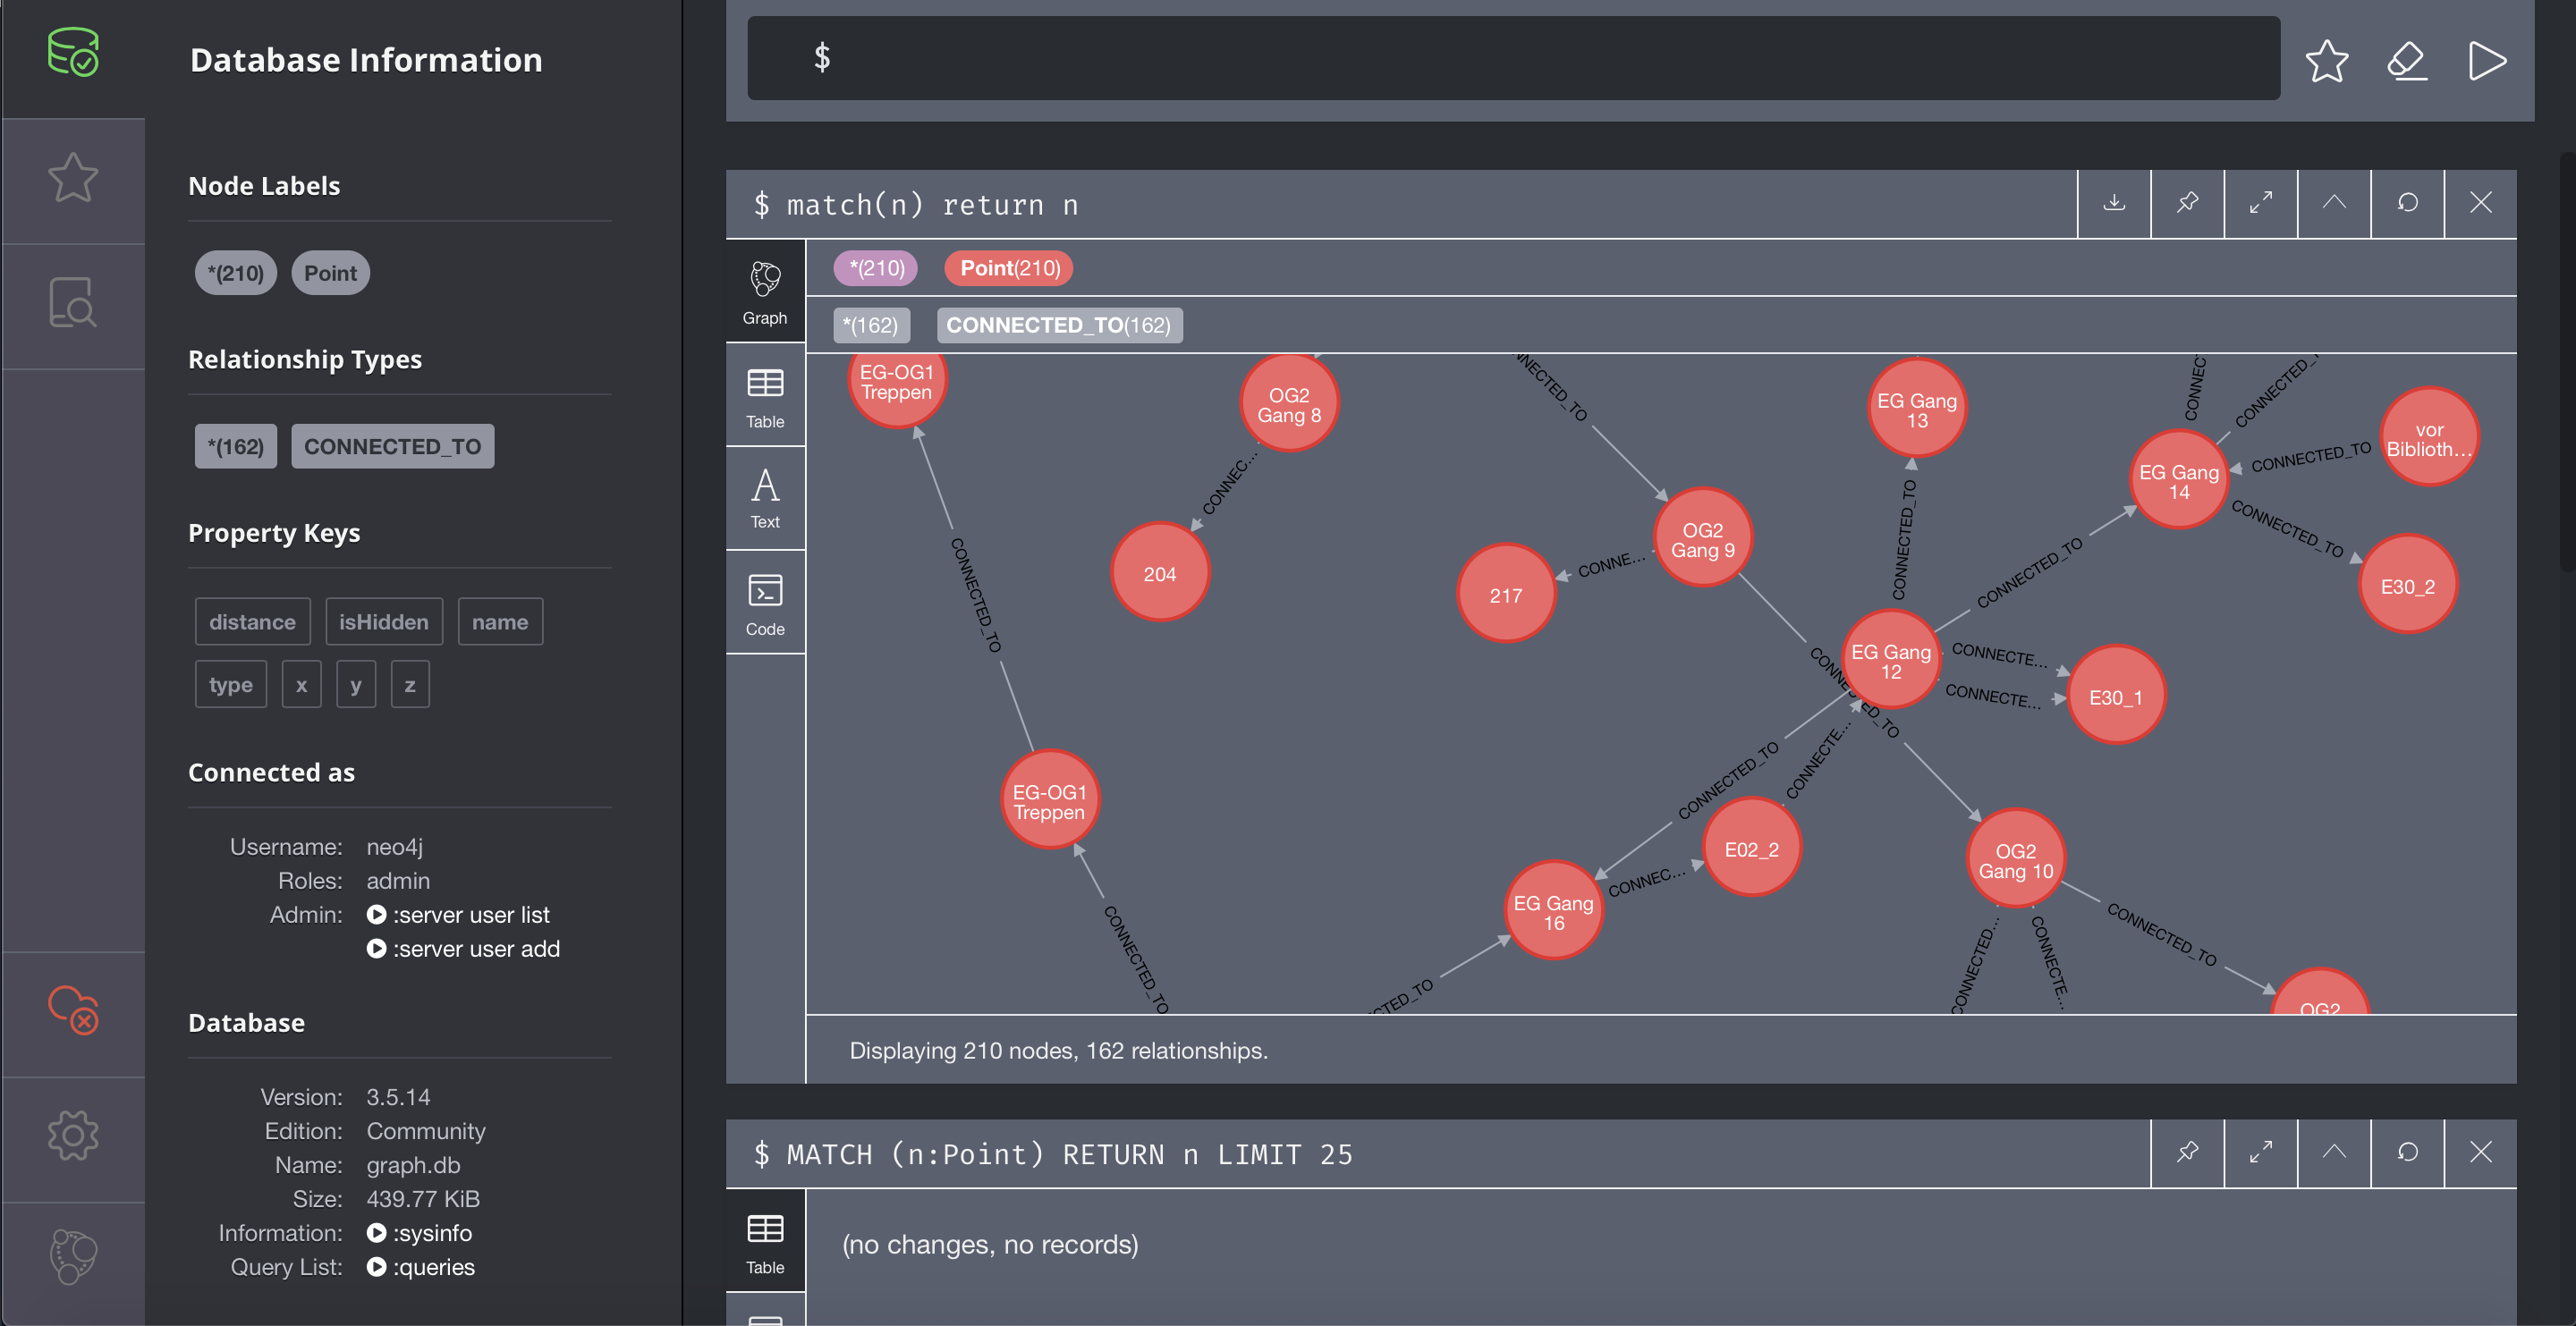 Database Information
Node Labels
*(210) Point
Relationship Types
*(162) CONNECTED_TO
Property Keys
distance isHidden name
type x y z
Connected as
Username: neo4j
Roles: admin
Admin: :server user list
:server user add
Database
Version: 3.5.14
Edition: Community
Name: graph.db
Size: 439.77 KiB
Information: :sysinfo
Query List: :queries
$
$ match(n) return n
Graph
Table
Text
Code
*(210) Point(210)
*(162) CONNECTED_TO(162)
EG-OG1
Treppen
OG2
Gang 8
NECTED_TO
EG Gang
13
CONNEC
CONNECTED_
vor
Biblioth...
CONNECTED_TO
EG Gang
14
CONNEC...
CONNECTED_TO
OG2
Gang 9
204
217
CONNE...
CONNECTED_TO
CONNECTED_TO
E30_2
CONNECTED_TO
CONNECTED_TO
EG Gang
12
CONNECTE...
CONNECTE...
E30_1
EG-OG1
Treppen
CONNECTED_TO
CONNECTE...
E02_2
OG2
Gang 10
EG Gang
16
CONNEC...
CONNECTED_TO
CTED_TO
CONNECTED...
CONNECTE...
CONNECTED_TO
OG2
Displaying 210 nodes, 162 relationships.
$ MATCH (n:Point) RETURN n LIMIT 25
Table
(no changes, no records)